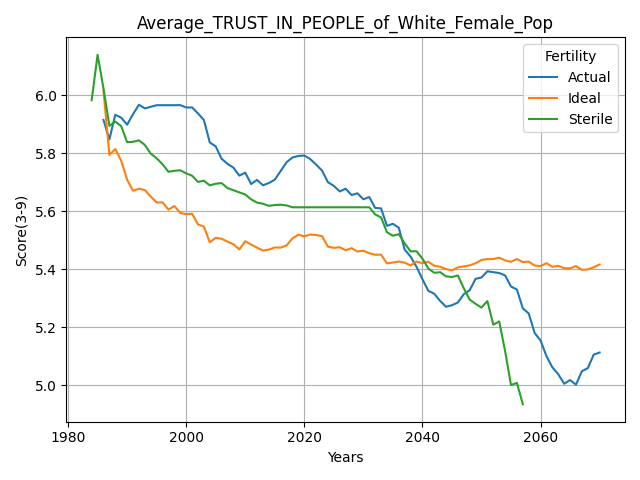 Average_TRUST_IN_PEOPLE_of_White_Female_Pop
Fertility
Actual
Ideal
Sterile
Score(3-9)
6.0
5.8
5.6
5.4
5.2
5.0
1980 2000 2020 2040 2060
Years